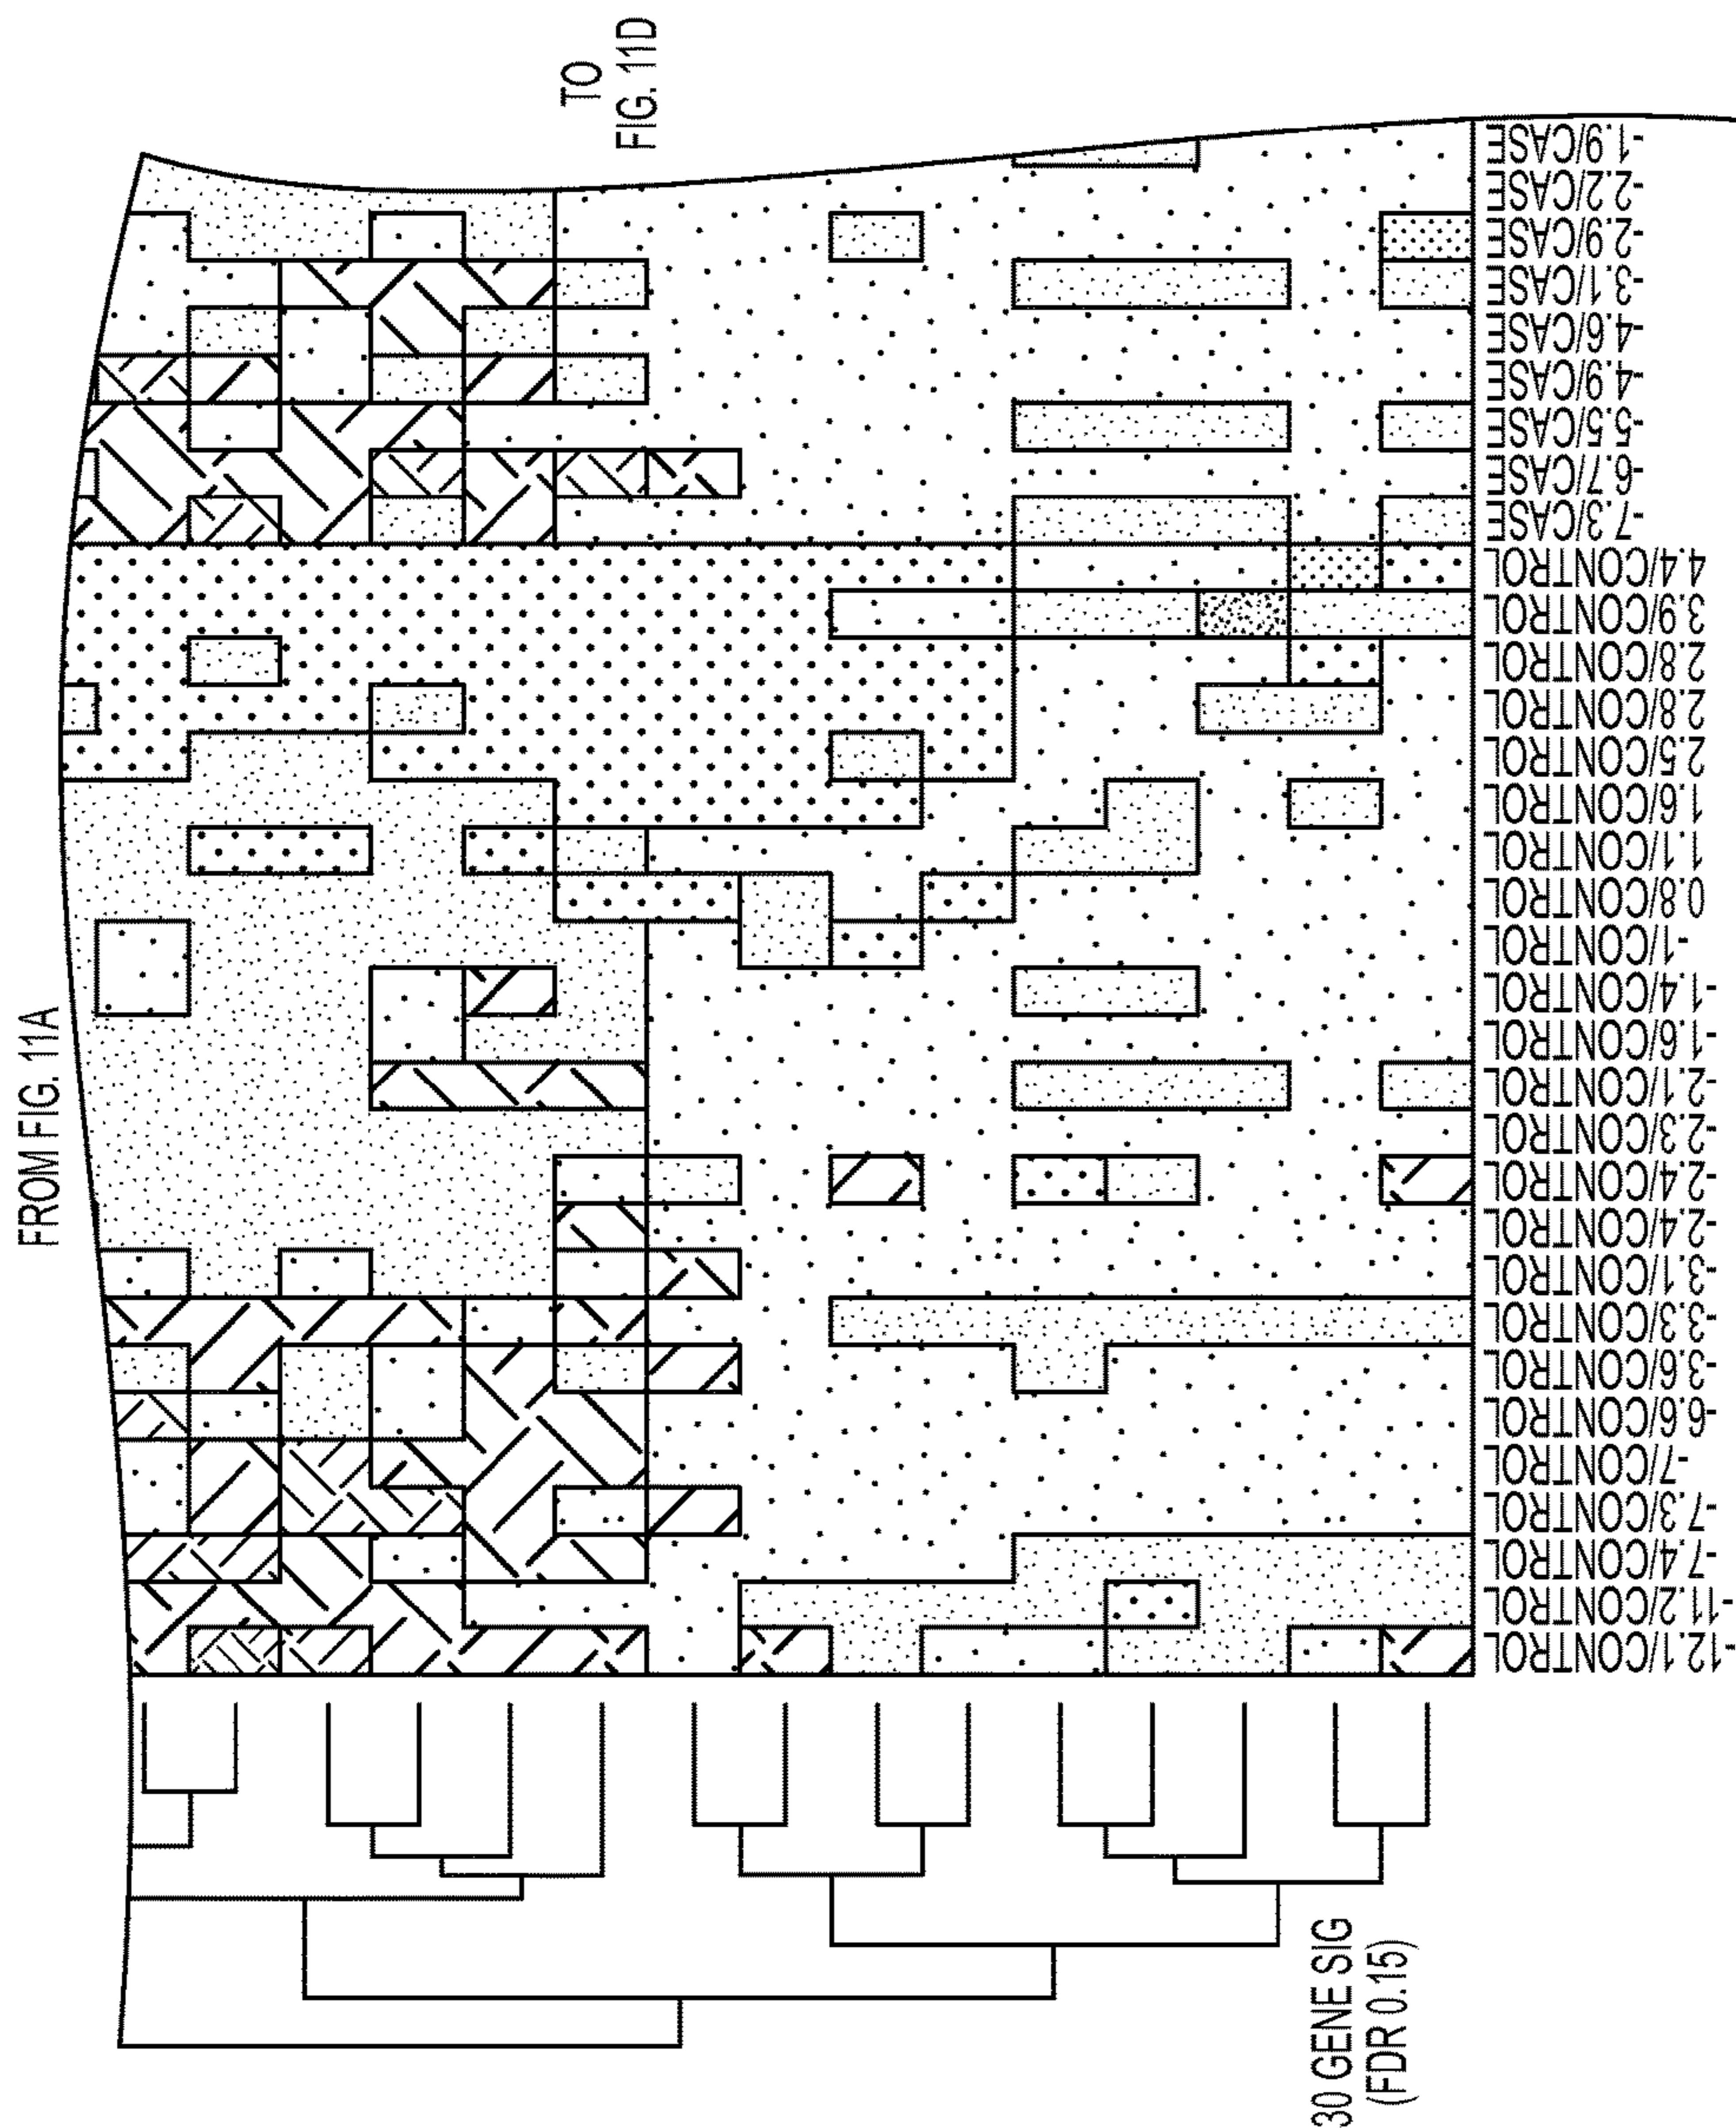 FROM FIG. 11A
TO
FIG. 11D
30 GENE SIG
(FDR 0.15)
-12.1/CONTROL
-11.2/CONTROL
-7.4/CONTROL
-7.3/CONTROL
-7/CONTROL
-6.6/CONTROL
-3.6/CONTROL
-3.3/CONTROL
-3.1/CONTROL
-2.4/CONTROL
-2.4/CONTROL
-2.3/CONTROL
-2.1/CONTROL
-1.6/CONTROL
-1.4/CONTROL
-1/CONTROL
0.8/CONTROL
1.1/CONTROL
1.6/CONTROL
2.5/CONTROL
2.8/CONTROL
2.8/CONTROL
3.9/CONTROL
4.4/CONTROL
-7.3/CASE
-6.7/CASE
-5.5/CASE
-4.9/CASE
-4.6/CASE
-3.1/CASE
-2.9/CASE
-2.2/CASE
-1.9/CASE